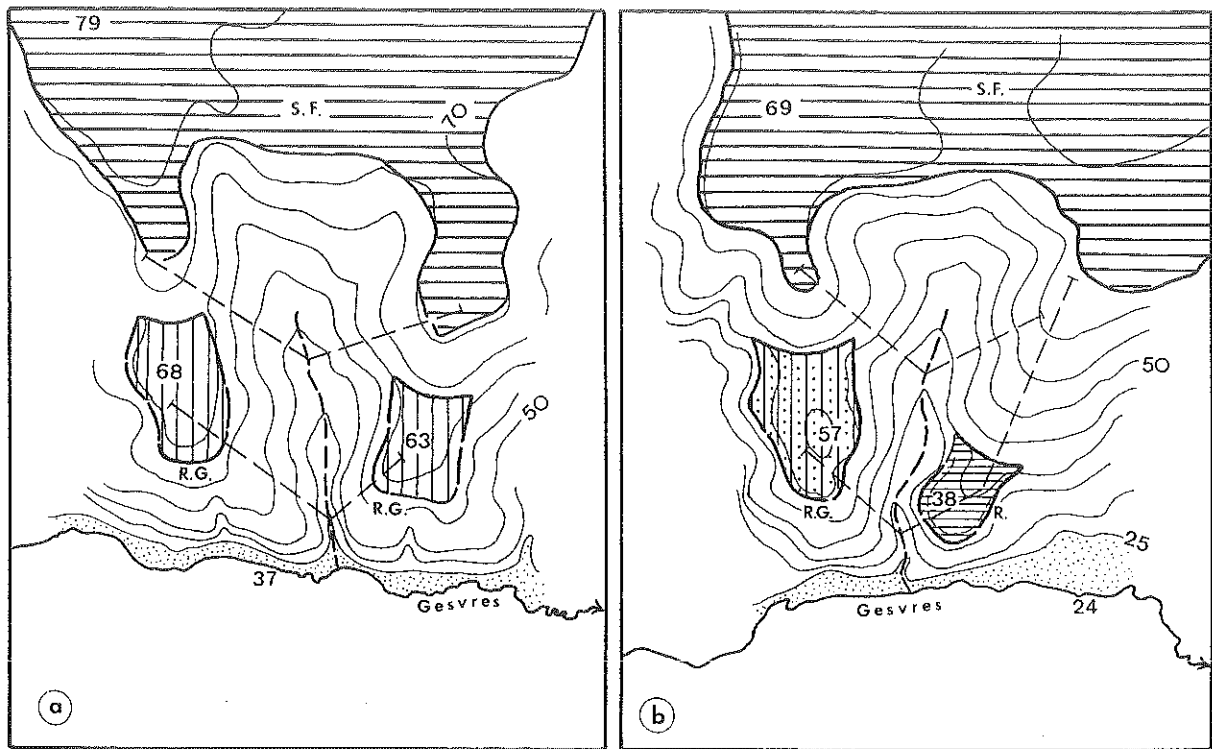 79
S.F.
70
68
63
50
R.G.
R.G.
37
Gesvres
a
69
S.F.
50
57
38
R.G.
R.
25
24
Gesvres
b